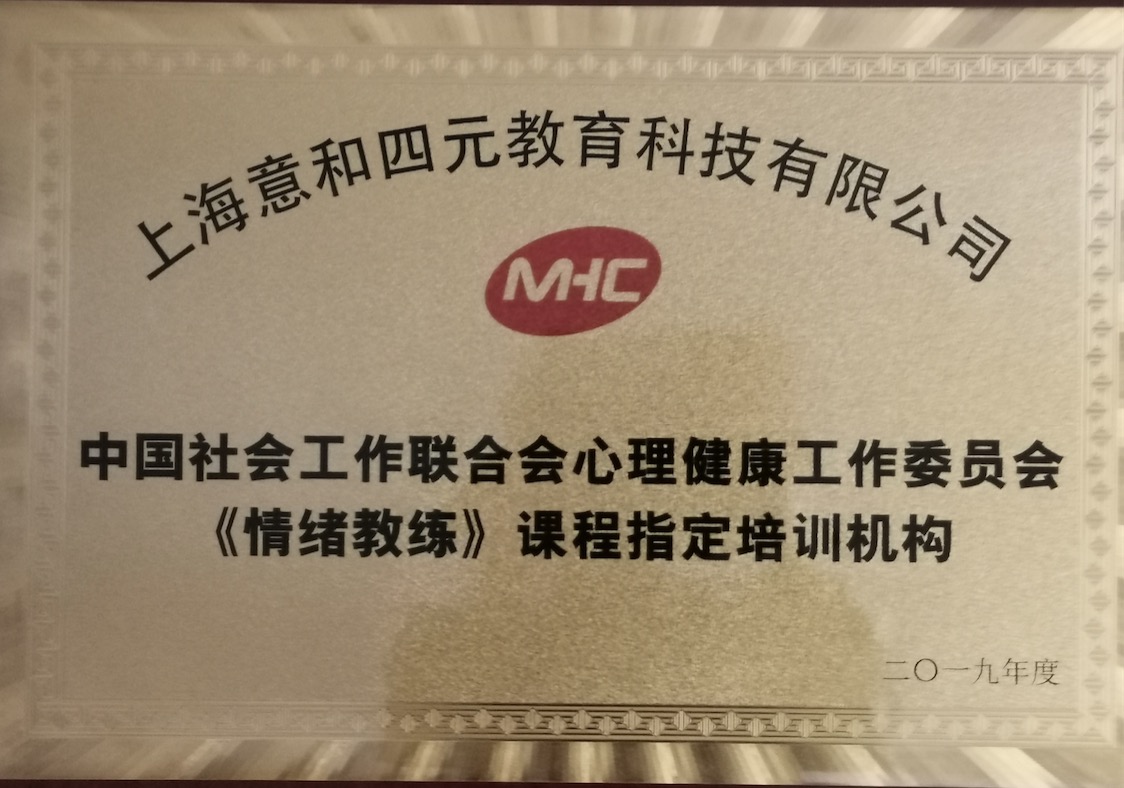 上海意和四元教育科技有限公司
MHC
中国社会工作联合会心理健康工作委员会
《情绪教练》课程指定培训机构
二〇一九年度